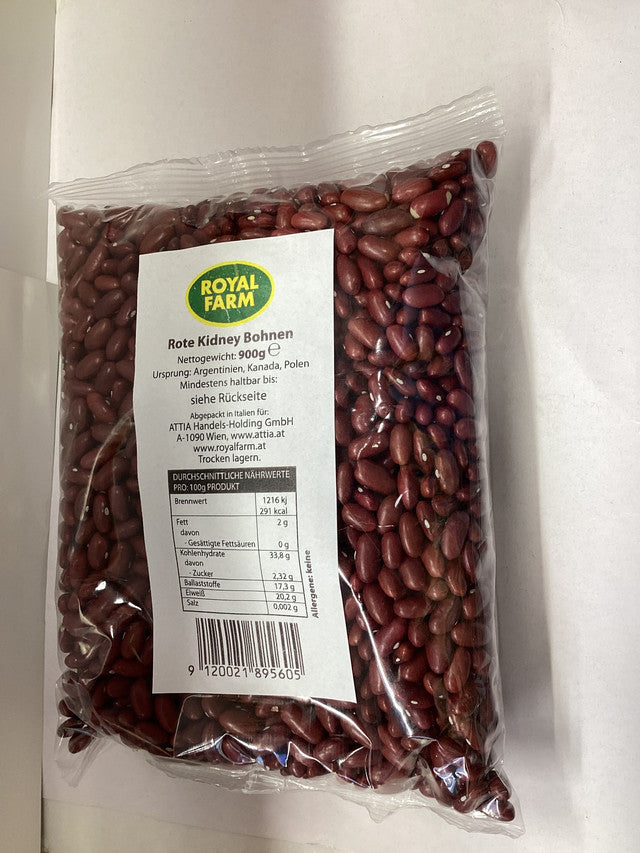 ROYAL
FARM
Rote Kidney Bohnen
Nettogewicht: 900g ℮
Ursprung: Argentinien, Kanada, Polen
Mindestens haltbar bis:
siehe Rückseite
Abgepackt in Italien für:
ATTIA Handels-Holding GmbH
A-1090 Wien, www.attia.at
www.royalfarm.at
Trocken lagern.
DURCHSCHNITTLICHE NÄHRWERTE
PRO: 100g PRODUKT
Brennwert 1216 kj
291 kcal
Fett 2 g
davon
- Gesättigte Fettsäuren 0 g
Kohlenhydrate 33,8 g
davon
- Zucker 2,32 g
Ballaststoffe 17,3 g
Eiweiß 20,2 g
Salz 0,002 g
Allergene: keine
9 120021 895605